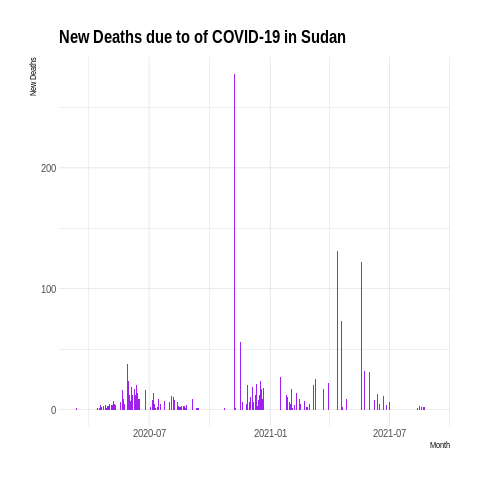 New Deaths due to of COVID-19 in Sudan
New Deaths
200
100
0
2020-07
2021-01
2021-07
Month